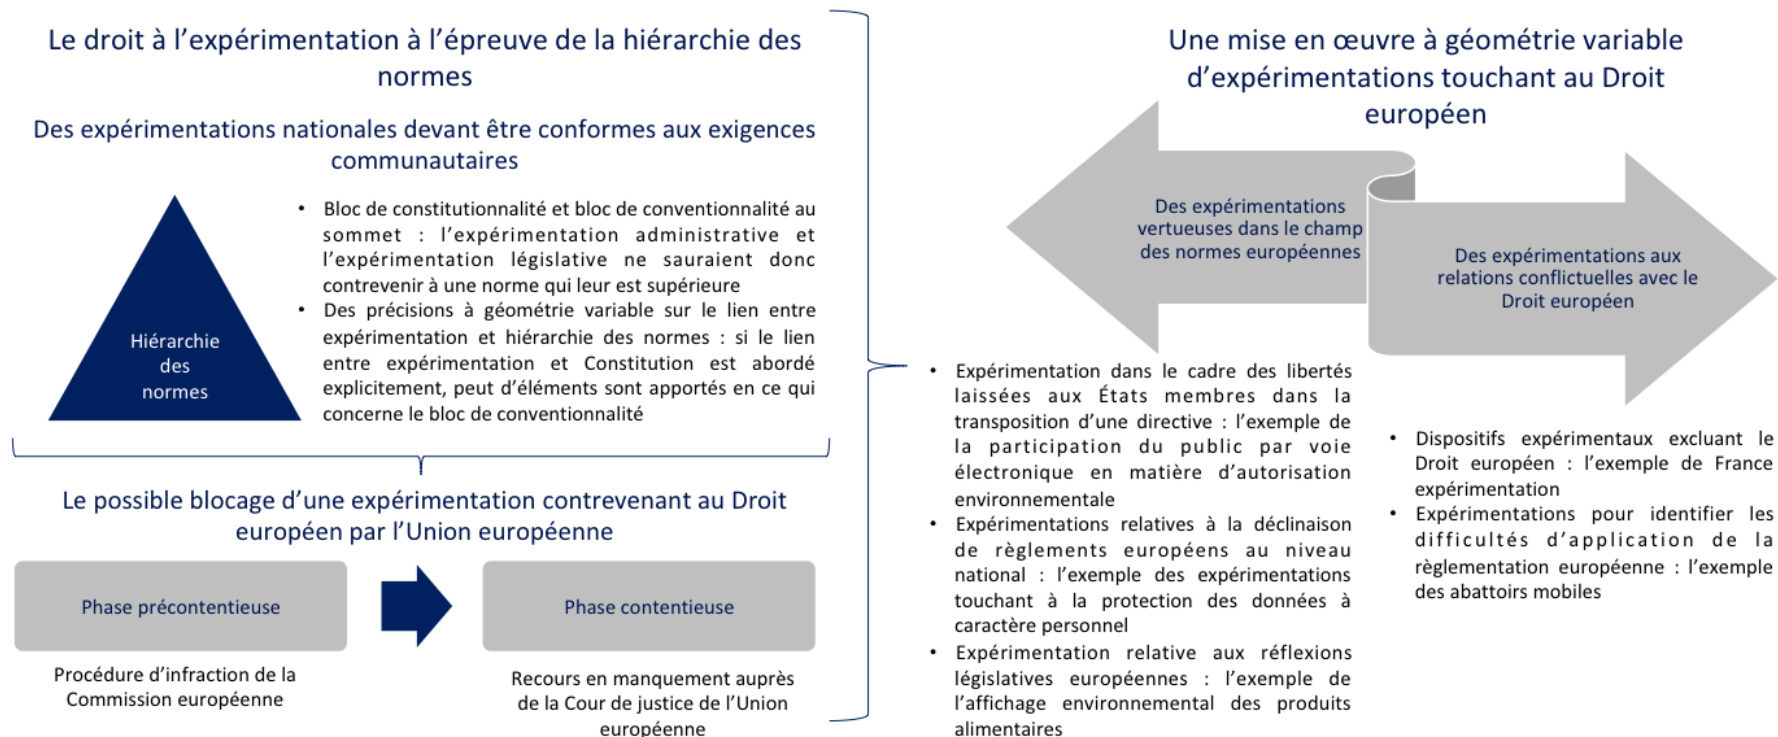 Le droit à l’expérimentation à l’épreuve de la hiérarchie des
normes
Des expérimentations nationales devant être conformes aux exigences
communautaires
Hiérarchie
des
normes
• Bloc de constitutionnalité et bloc de conventionnalité au
sommet : l’expérimentation administrative et
l’expérimentation législative ne sauraient donc
contrevenir à une norme qui leur est supérieure
• Des précisions à géométrie variable sur le lien entre
expérimentation et hiérarchie des normes : si le lien
entre expérimentation et Constitution est abordé
explicitement, peut d’éléments sont apportés en ce qui
concerne le bloc de conventionnalité
Le possible blocage d’une expérimentation contrevenant au Droit
européen par l’Union européenne
Phase précontentieuse
Procédure d’infraction de la
Commission européenne
Phase contentieuse
Recours en manquement auprès
de la Cour de justice de l’Union
européenne
Une mise en œuvre à géométrie variable
d’expérimentations touchant au Droit
européen
Des expérimentations
vertueuses dans le champ
des normes européennes
Des expérimentations aux
relations conflictuelles avec le
Droit européen
• Expérimentation dans le cadre des libertés
laissées aux États membres dans la
transposition d’une directive : l’exemple de
la participation du public par voie
électronique en matière d’autorisation
environnementale
• Expérimentations relatives à la déclinaison
de règlements européens au niveau
national : l’exemple des expérimentations
touchant à la protection des données à
caractère personnel
• Expérimentation relative aux réflexions
législatives européennes : l’exemple de
l’affichage environnemental des produits
alimentaires
• Dispositifs expérimentaux excluant le
Droit européen : l’exemple de France
expérimentation
• Expérimentations pour identifier les
difficultés d’application de la
règlementation européenne : l’exemple
des abattoirs mobiles